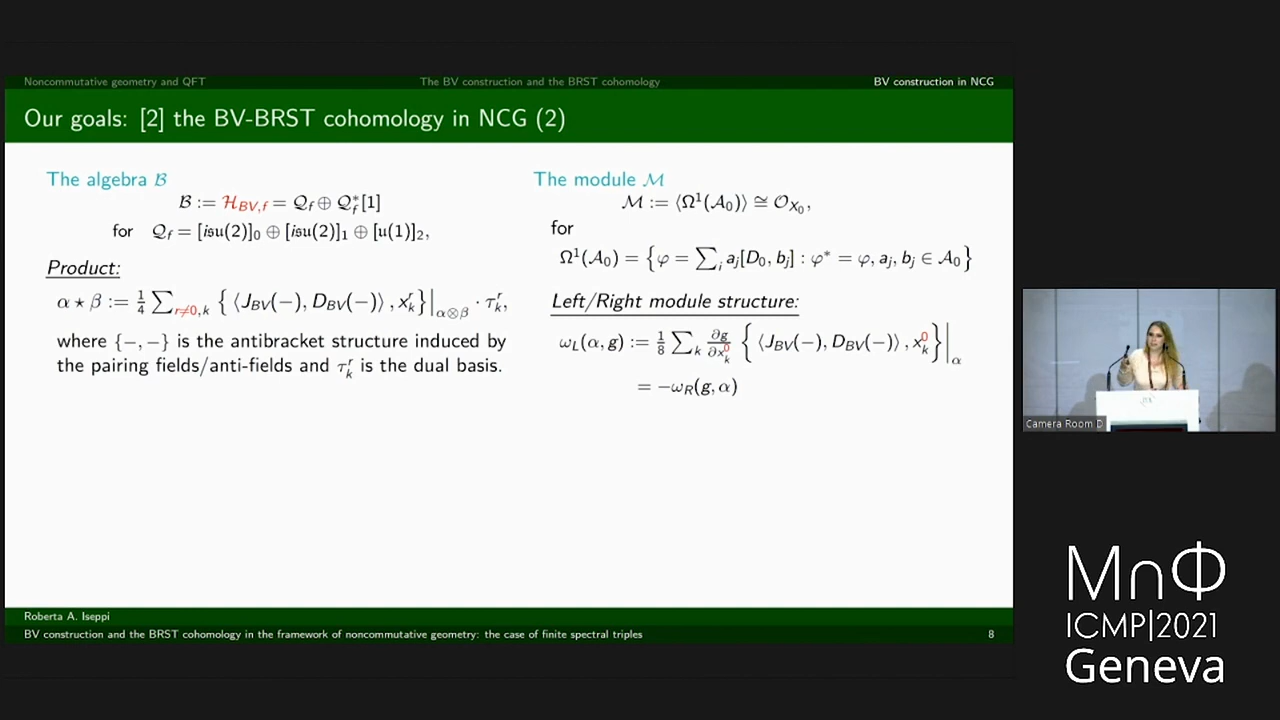 Noncommutative geometry and QFT
The BV construction and the BRST cohomology
BV construction in NCG
Our goals: [2] the BV-BRST cohomology in NCG (2)
The algebra ℬ
ℬ := ℋ_{BV,f} = 𝒬_f ⊕ 𝒬*_f[1]
for 𝒬_f = [i𝔰𝔲(2)]_0 ⊕ [i𝔰𝔲(2)]_1 ⊕ [𝔲(1)]_2,
Product:
α ⋆ β := 1/4 ∑_{r≠0,k} { ⟨J_{BV}(−), D_{BV}(−)⟩ , x^r_k }|_{α⊗β} · τ^r_k,
where {−, −} is the antibracket structure induced by
the pairing fields/anti-fields and τ^r_k is the dual basis.
The module ℳ
ℳ := ⟨Ω^1(𝒜_0)⟩ ≅ 𝒪_{X_0},
for
Ω^1(𝒜_0) = { φ = ∑_i a_j[D_0, b_j] : φ* = φ, a_j, b_j ∈ 𝒜_0 }
Left/Right module structure:
ω_L(α, g) := 1/8 ∑_k ∂g/∂x^0_k { ⟨J_{BV}(−), D_{BV}(−)⟩ , x^0_k }|_α
= −ω_R(g, α)
Roberta A. Iseppi
BV construction and the BRST cohomology in the framework of noncommutative geometry: the case of finite spectral triples
8
Camera Room D
M∩Φ
ICMP|2021
Geneva